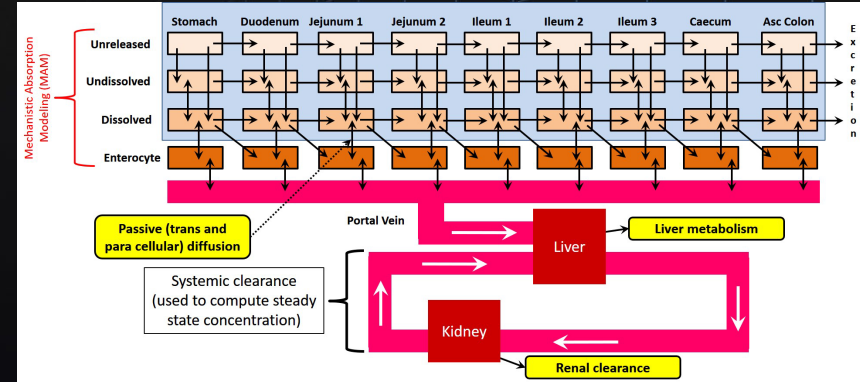 Stomach Duodenum Jejunum 1 Jejunum 2 Ileum 1 Ileum 2 Ileum 3 Caecum Asc Colon
Unreleased
Undissolved
Dissolved
Enterocyte
Mechanistic Absorption
Modeling (MAM)
Excretion
Passive (trans and
para cellular) diffusion
Portal Vein
Liver
Liver metabolism
Systemic clearance
(used to compute steady
state concentration)
Kidney
Renal clearance